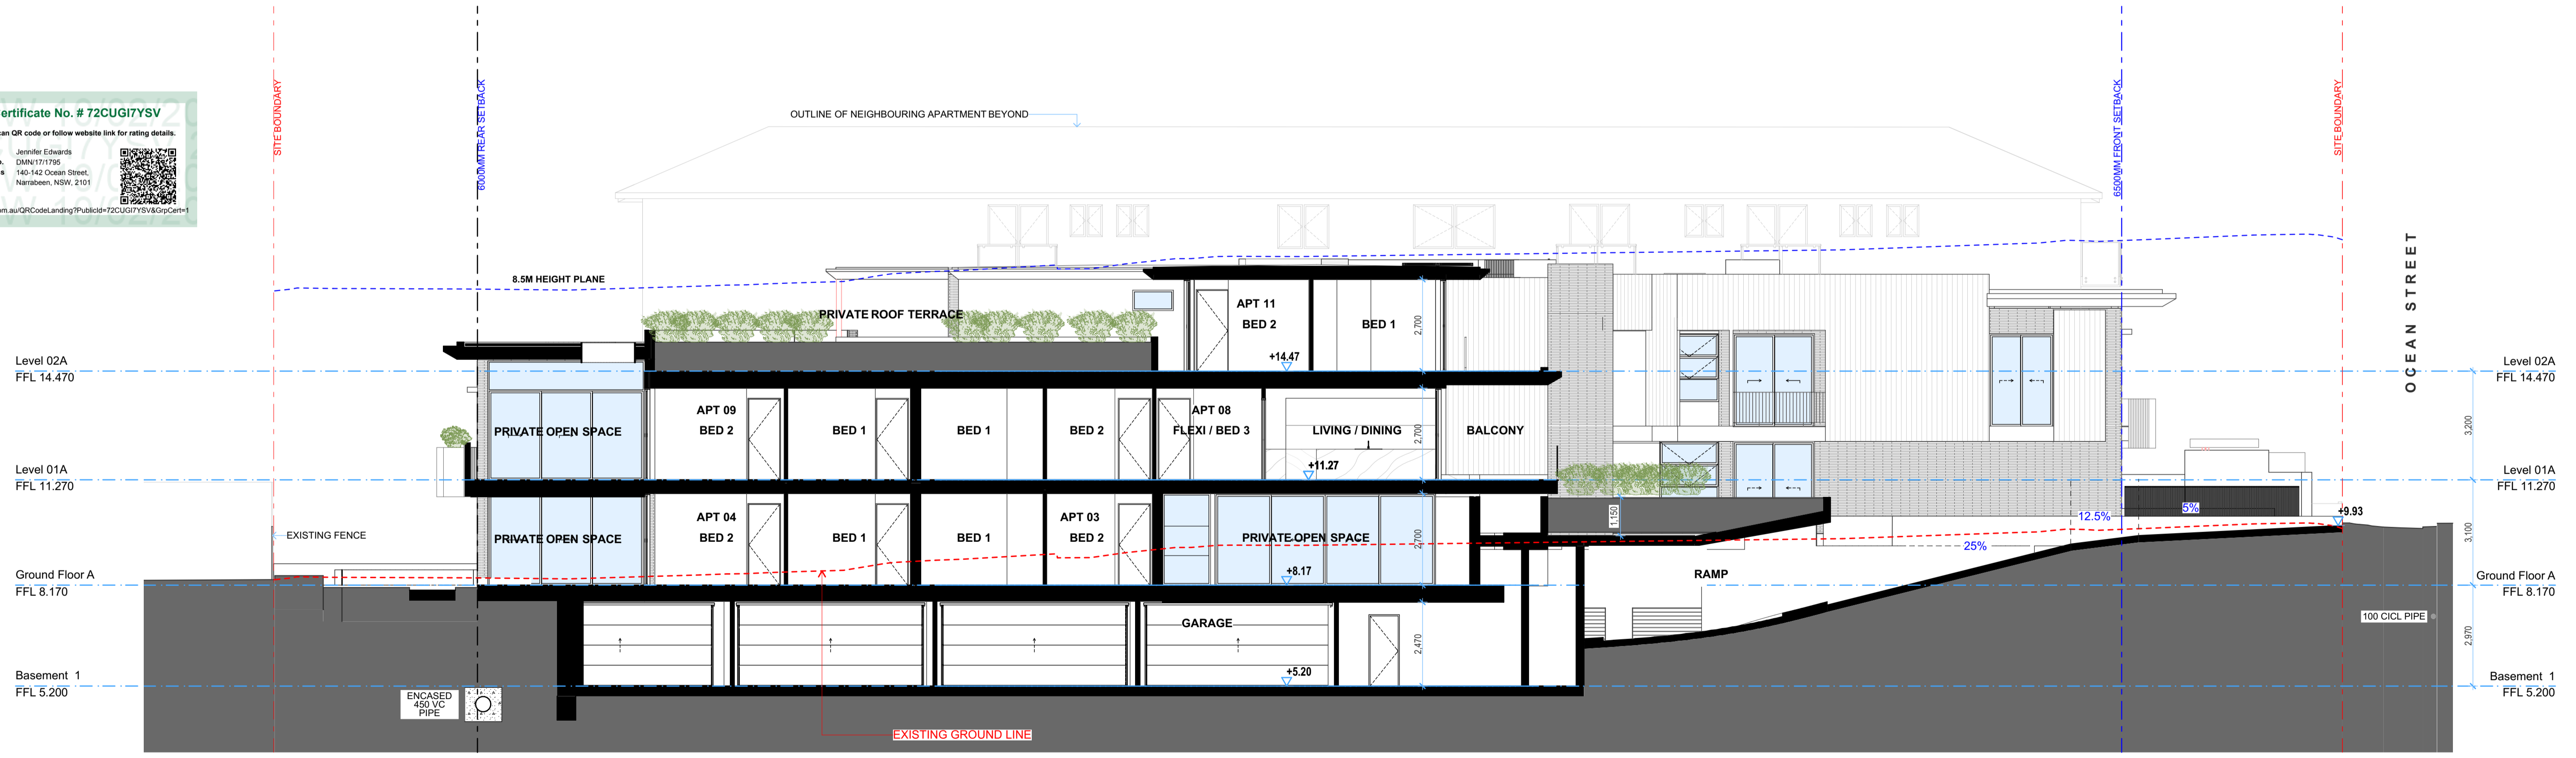 ertificate No. # 72CUGI7YSV
can QR code or follow website link for rating details.
Jennifer Edwards
DMN/17/1795
140-142 Ocean Street,
Narrabeen, NSW, 2101
om.au/QRCodeLanding?PublicId=72CUGI7YSV&GrpCert=1
SITE BOUNDARY
6000MM REAR SETBACK
OUTLINE OF NEIGHBOURING APARTMENT BEYOND
6500MM FRONT SETBACK
SITE BOUNDARY
OCEAN STREET
8.5M HEIGHT PLANE
PRIVATE ROOF TERRACE
APT 11
BED 2
BED 1
2,700
+14.47
Level 02A
FFL 14.470
Level 02A
FFL 14.470
PRIVATE OPEN SPACE
APT 09
BED 2
BED 1
BED 1
BED 2
APT 08
FLEXI / BED 3
LIVING / DINING
2,700
BALCONY
3,200
+11.27
Level 01A
FFL 11.270
Level 01A
FFL 11.270
EXISTING FENCE
PRIVATE OPEN SPACE
APT 04
BED 2
BED 1
BED 1
APT 03
BED 2
PRIVATE OPEN SPACE
2,700
1,150
12.5%
5%
+9.93
25%
3,100
+8.17
RAMP
Ground Floor A
FFL 8.170
Ground Floor A
FFL 8.170
GARAGE
2,470
100 CICL PIPE
2,970
+5.20
Basement 1
FFL 5.200
Basement 1
FFL 5.200
ENCASED
450 VC
PIPE
EXISTING GROUND LINE